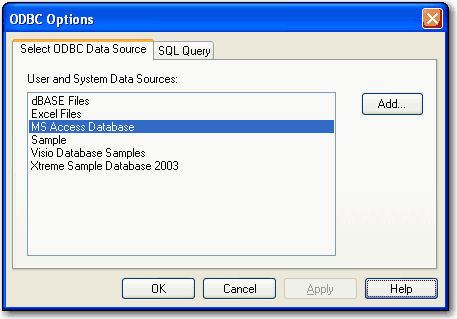 ODBC Options
Select ODBC Data Source
SQL Query
User and System Data Sources:
dBASE Files
Excel Files
MS Access Database
Sample
Visio Database Samples
Xtreme Sample Database 2003
Add...
OK
Cancel
Apply
Help